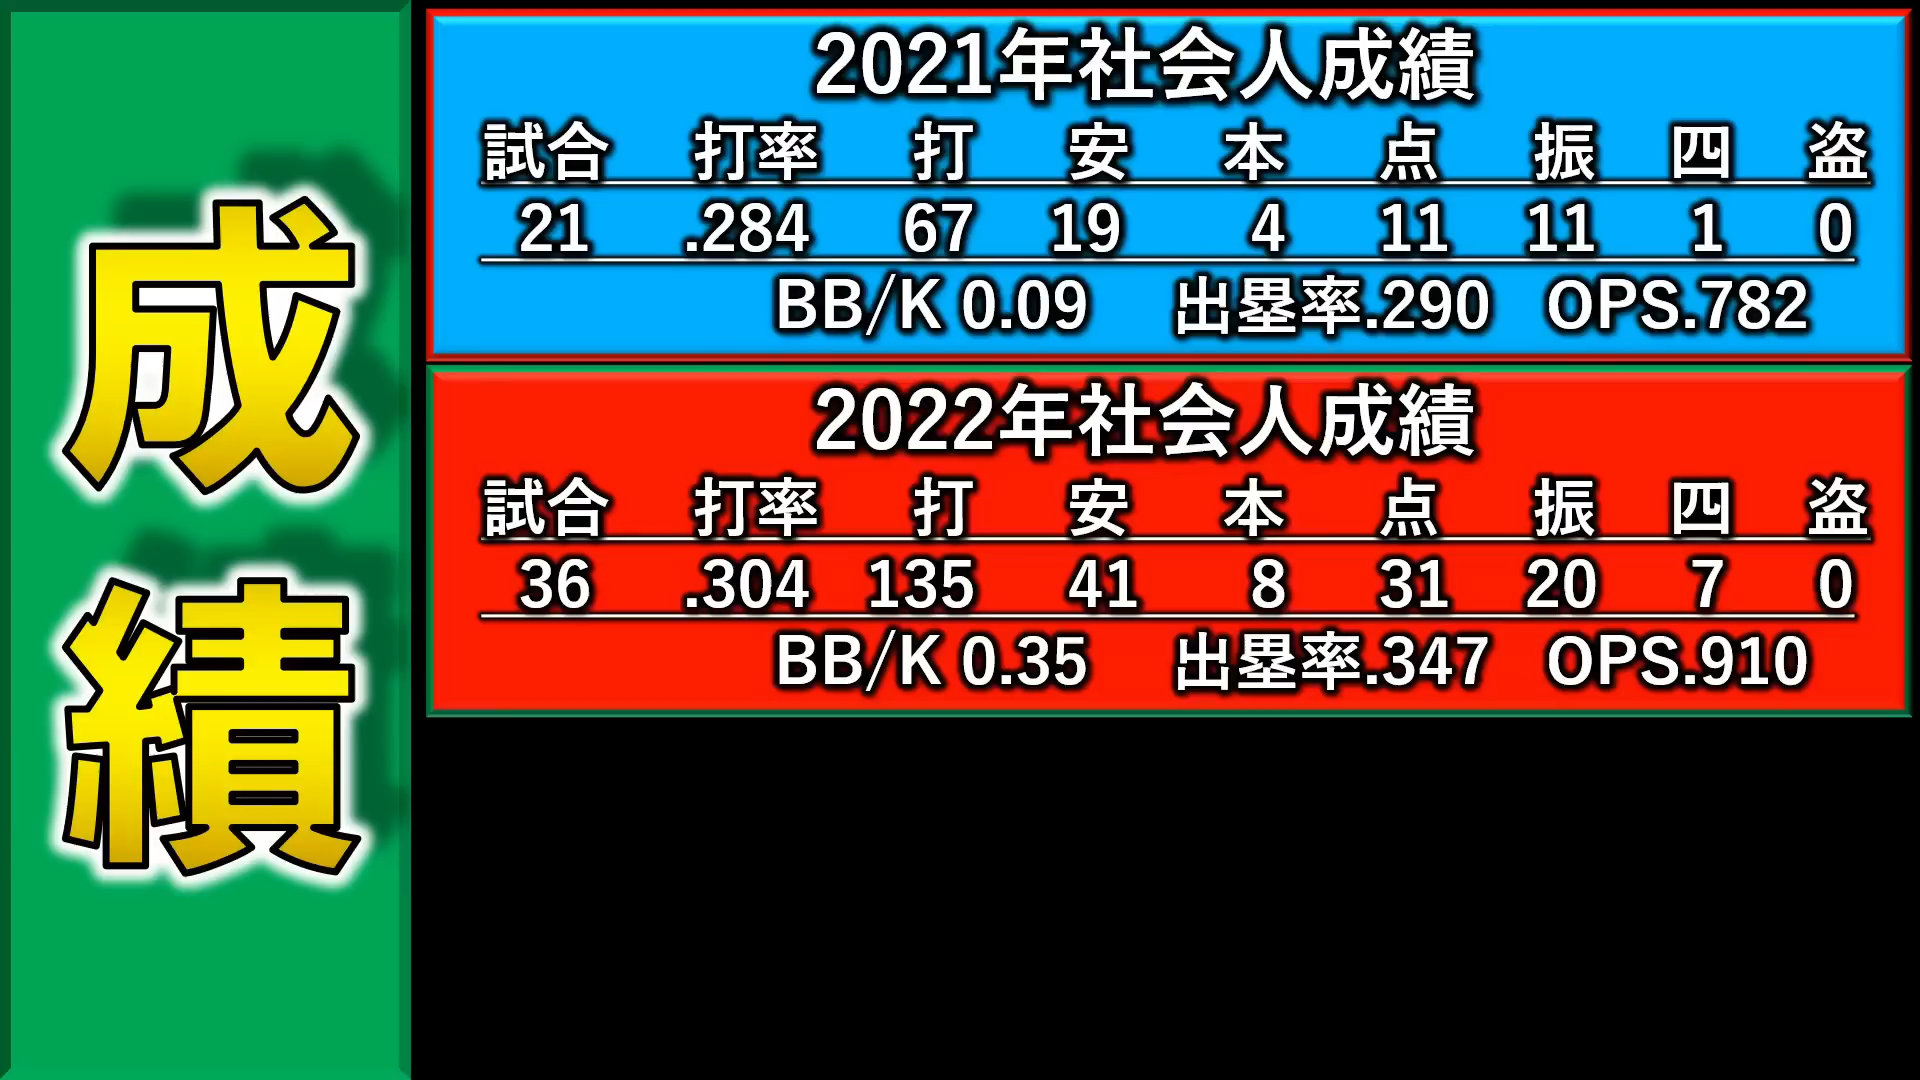 成績
2021年社会人成績
試合 打率 打 安 本 点 振 四 盗
21 .284 67 19 4 11 11 1 0
BB/K 0.09 出塁率.290 OPS.782
2022年社会人成績
試合 打率 打 安 本 点 振 四 盗
36 .304 135 41 8 31 20 7 0
BB/K 0.35 出塁率.347 OPS.910